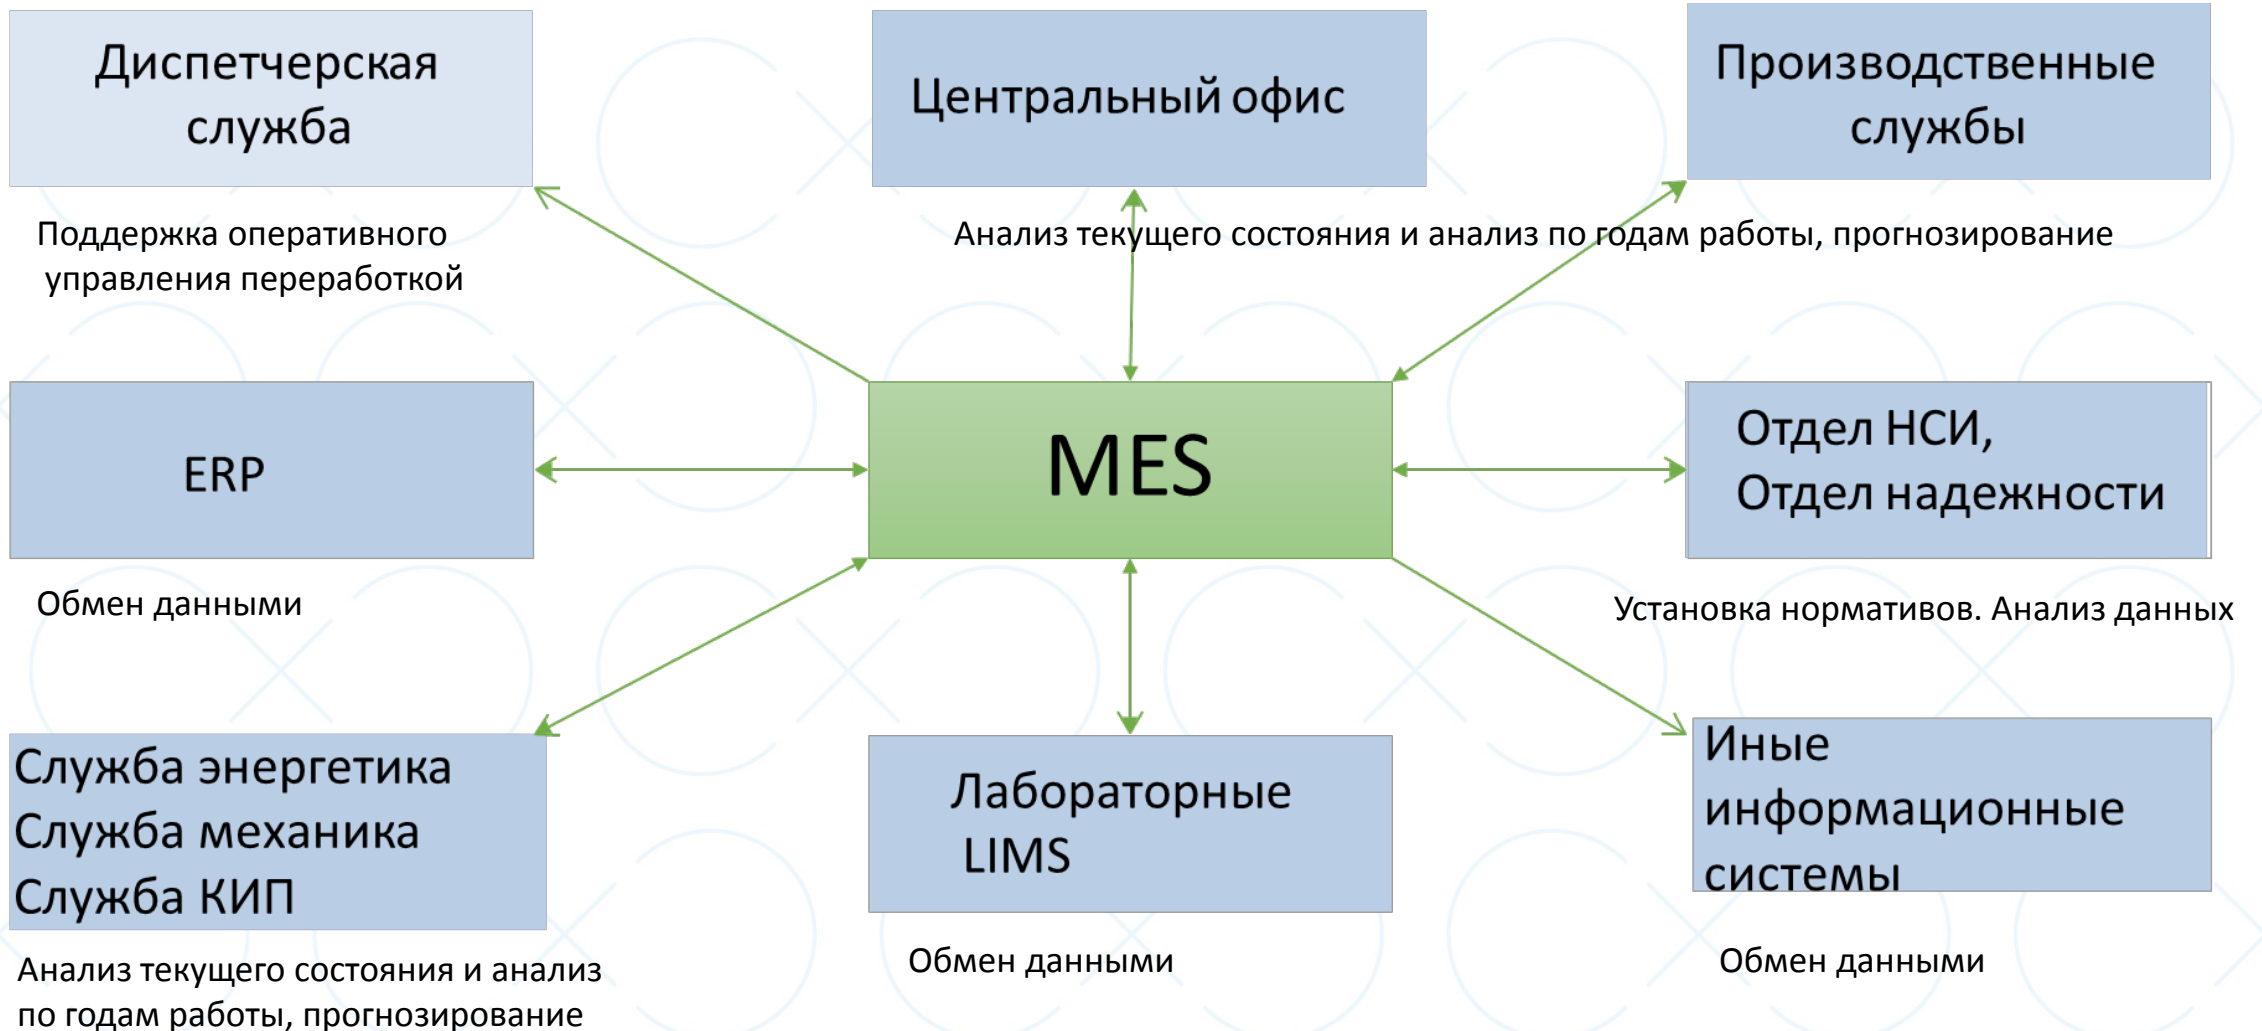 Диспетчерская
служба
Центральный офис
Производственные
службы
Поддержка оперативного
управления переработкой
Анализ текущего состояния и анализ по годам работы, прогнозирование
ERP
MES
Отдел НСИ,
Отдел надежности
Обмен данными
Установка нормативов. Анализ данных
Служба энергетика
Служба механика
Служба КИП
Лабораторные
LIMS
Иные
информационные
системы
Анализ текущего состояния и анализ
по годам работы, прогнозирование
Обмен данными
Обмен данными